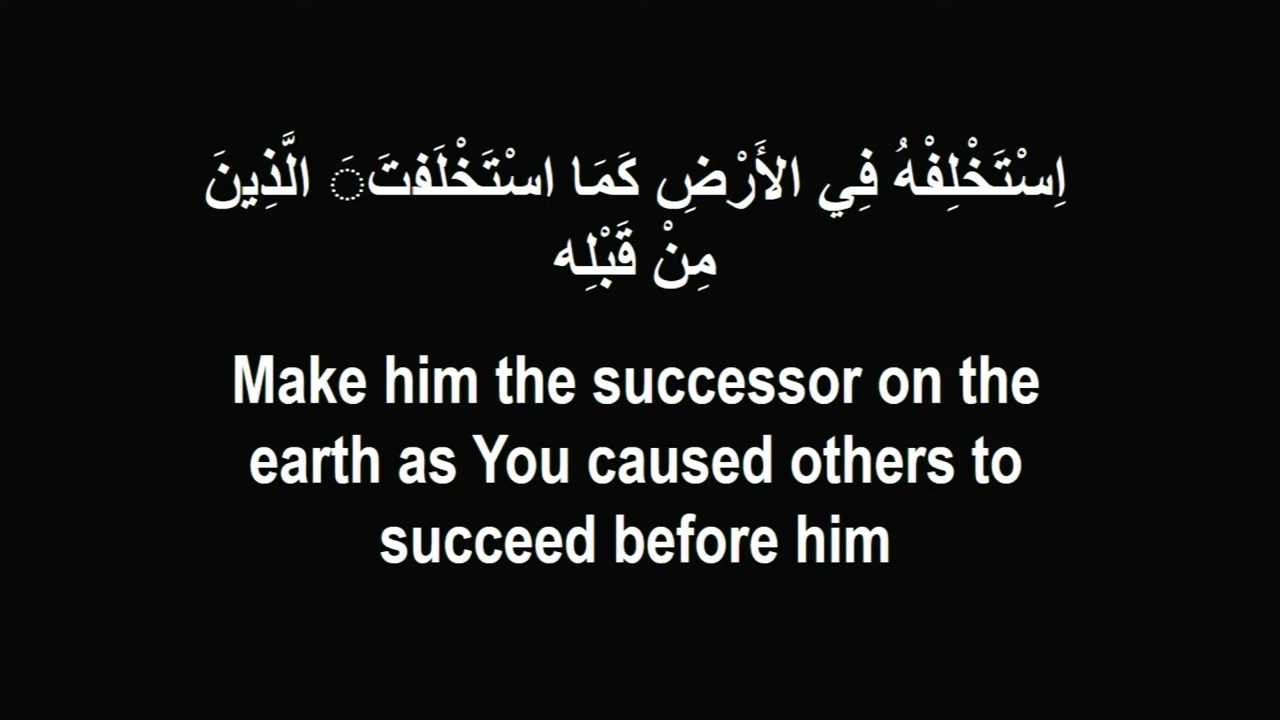 اِسْتَخْلِفْهُ فِي الأَرْضِ كَمَا اسْتَخْلَفتَ َ الَّذِينَ
مِنْ قَبْلِه
Make him the successor on the
earth as You caused others to
succeed before him